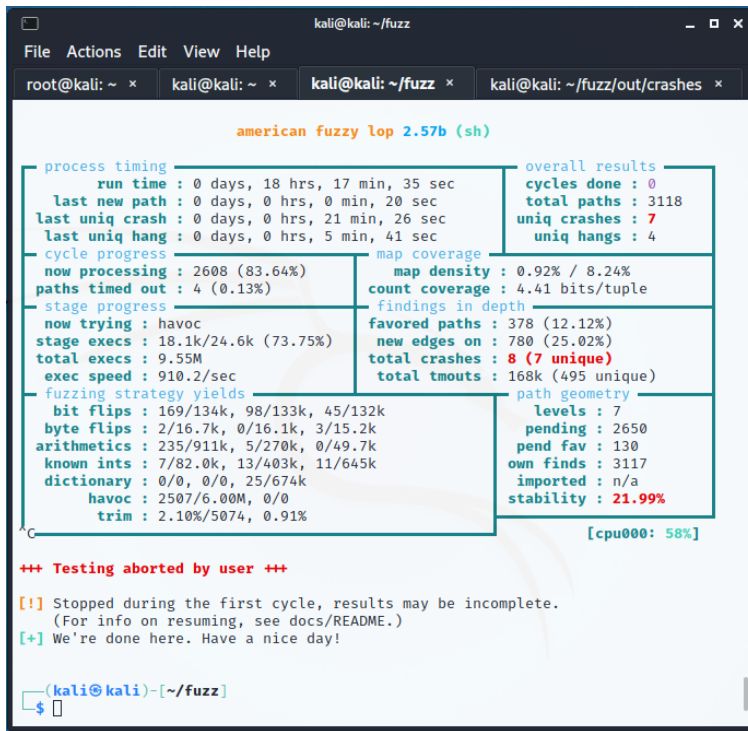 kali@kali: ~/fuzz
File Actions Edit View Help
root@kali: ~ × kali@kali: ~ × kali@kali: ~/fuzz × kali@kali: ~/fuzz/out/crashes ×
american fuzzy lop 2.57b (sh)
process timing overall results
run time : 0 days, 18 hrs, 17 min, 35 sec cycles done : 0
last new path : 0 days, 0 hrs, 0 min, 20 sec total paths : 3118
last uniq crash : 0 days, 0 hrs, 21 min, 26 sec uniq crashes : 7
last uniq hang : 0 days, 0 hrs, 5 min, 41 sec uniq hangs : 4
cycle progress map coverage
now processing : 2608 (83.64%) map density : 0.92% / 8.24%
paths timed out : 4 (0.13%) count coverage : 4.41 bits/tuple
stage progress findings in depth
now trying : havoc favored paths : 378 (12.12%)
stage execs : 18.1k/24.6k (73.75%) new edges on : 780 (25.02%)
total execs : 9.55M total crashes : 8 (7 unique)
exec speed : 910.2/sec total tmouts : 168k (495 unique)
fuzzing strategy yields path geometry
bit flips : 169/134k, 98/133k, 45/132k levels : 7
byte flips : 2/16.7k, 0/16.1k, 3/15.2k pending : 2650
arithmetics : 235/911k, 5/270k, 0/49.7k pend fav : 130
known ints : 7/82.0k, 13/403k, 11/645k own finds : 3117
dictionary : 0/0, 0/0, 25/674k imported : n/a
havoc : 2507/6.00M, 0/0 stability : 21.99%
trim : 2.10%/5074, 0.91%
^C [cpu000: 58%]
+++ Testing aborted by user +++
[!] Stopped during the first cycle, results may be incomplete.
(For info on resuming, see docs/README.)
[+] We're done here. Have a nice day!
(kali㉿kali)-[~/fuzz]
$